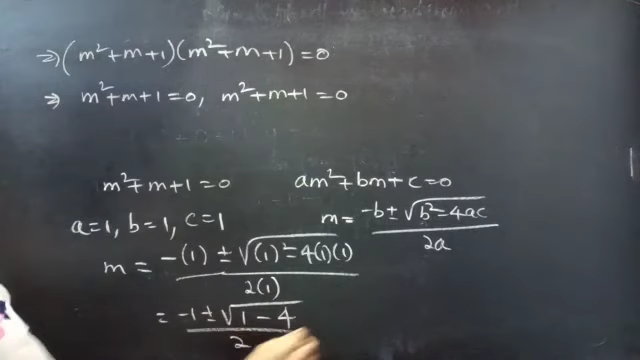 ⇒ (m²+m+1)(m²+m+1)=0
⇒ m²+m+1=0, m²+m+1=0
m²+m+1=0
a=1, b=1, c=1
m = -(1) ± √(1)²-4(1)(1) / 2(1)
= -1 ± √1-4 / 2
am²+bm+c=0
m = -b ± √b²-4ac / 2a